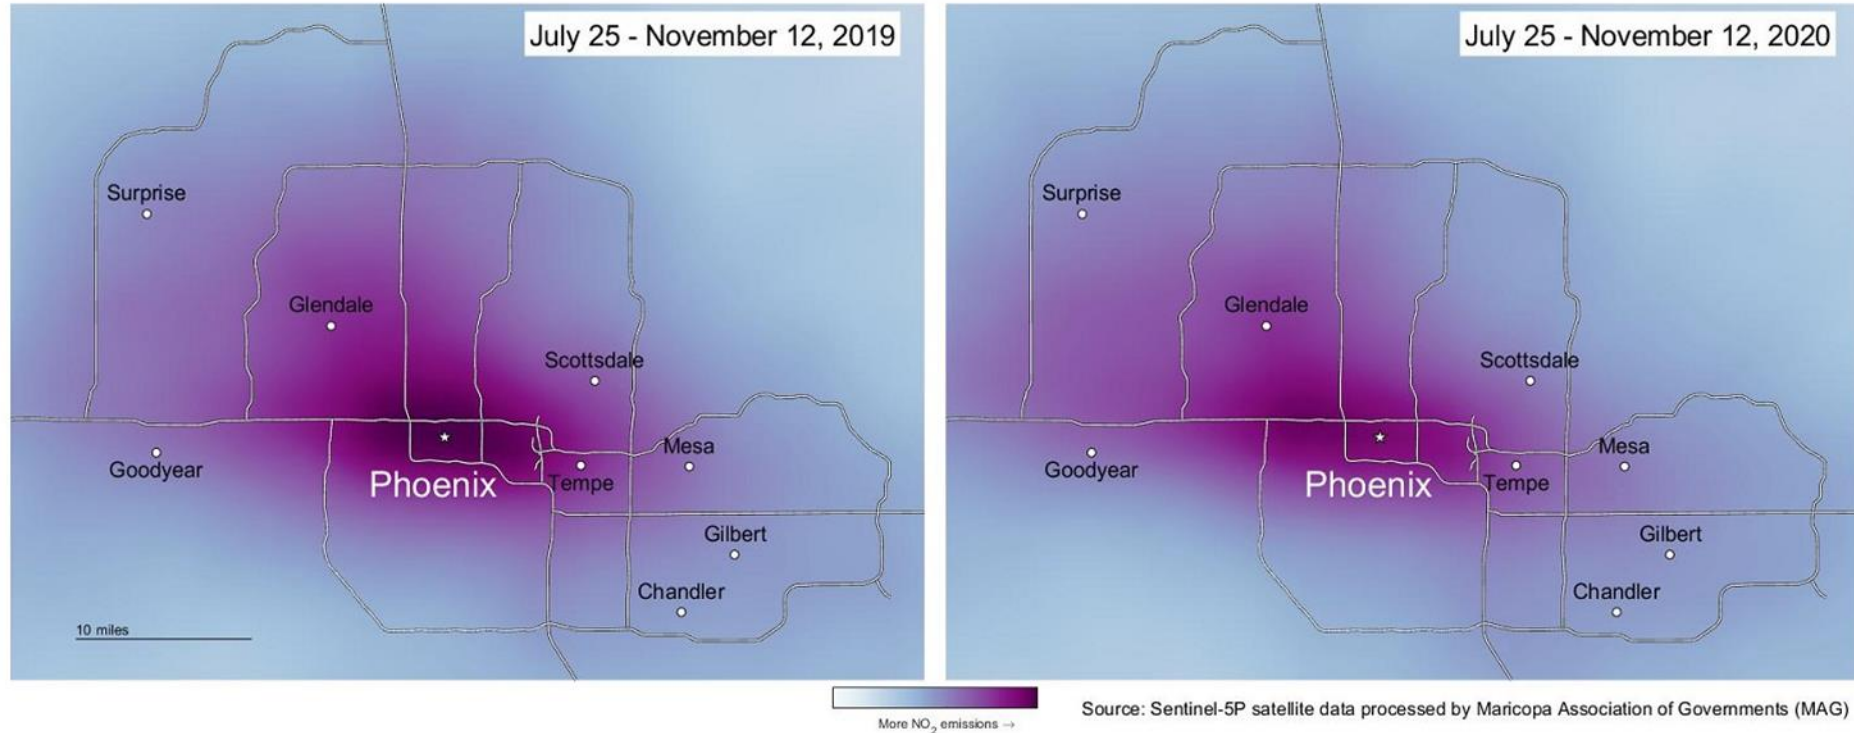 July 25 - November 12, 2019
Surprise
Glendale
Scottsdale
Mesa
Goodyear
Phoenix
Tempe
Gilbert
Chandler
10 miles
July 25 - November 12, 2020
Surprise
Glendale
Scottsdale
Mesa
Goodyear
Phoenix
Tempe
Gilbert
Chandler
More NO₂ emissions →
Source: Sentinel-5P satellite data processed by Maricopa Association of Governments (MAG)